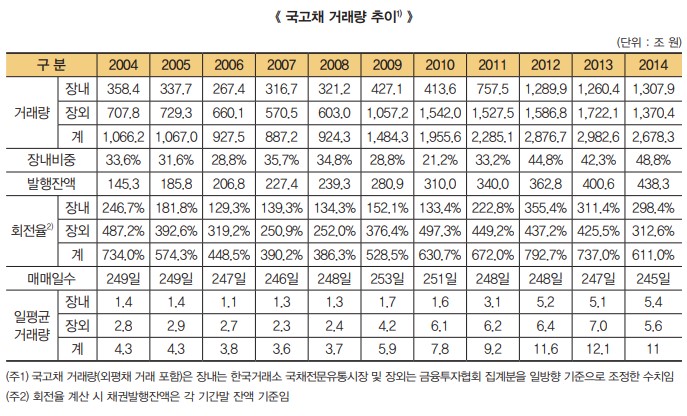 《 국고채 거래량 추이¹⁾ 》
(단위 : 조 원)
구 분 2004 2005 2006 2007 2008 2009 2010 2011 2012 2013 2014
거래량 장내 358.4 337.7 267.4 316.7 321.2 427.1 413.6 757.5 1,289.9 1,260.4 1,307.9
장외 707.8 729.3 660.1 570.5 603.0 1,057.2 1,542.0 1,527.5 1,586.8 1,722.1 1,370.4
계 1,066.2 1,067.0 927.5 887.2 924.3 1,484.3 1,955.6 2,285.1 2,876.7 2,982.6 2,678.3
장내비중 33.6% 31.6% 28.8% 35.7% 34.8% 28.8% 21.2% 33.2% 44.8% 42.3% 48.8%
발행잔액 145.3 185.8 206.8 227.4 239.3 280.9 310.0 340.0 362.8 400.6 438.3
회전율²⁾ 장내 246.7% 181.8% 129.3% 139.3% 134.3% 152.1% 133.4% 222.8% 355.4% 311.4% 298.4%
장외 487.2% 392.6% 319.2% 250.9% 252.0% 376.4% 497.3% 449.2% 437.2% 425.5% 312.6%
계 734.0% 574.3% 448.5% 390.2% 386.3% 528.5% 630.7% 672.0% 792.7% 737.0% 611.0%
매매일수 249일 249일 247일 246일 248일 253일 251일 248일 248일 247일 245일
일평균 거래량 장내 1.4 1.4 1.1 1.3 1.3 1.7 1.6 3.1 5.2 5.1 5.4
장외 2.8 2.9 2.7 2.3 2.4 4.2 6.1 6.2 6.4 7.0 5.6
계 4.3 4.3 3.8 3.6 3.7 5.9 7.8 9.2 11.6 12.1 11
(주1) 국고채 거래량(외평채 거래 포함)은 장내는 한국거래소 국채전문유통시장 및 장외는 금융투자협회 집계분을 일방향 기준으로 조정한 수치임
(주2) 회전율 계산 시 채권발행잔액은 각 기간말 잔액 기준임